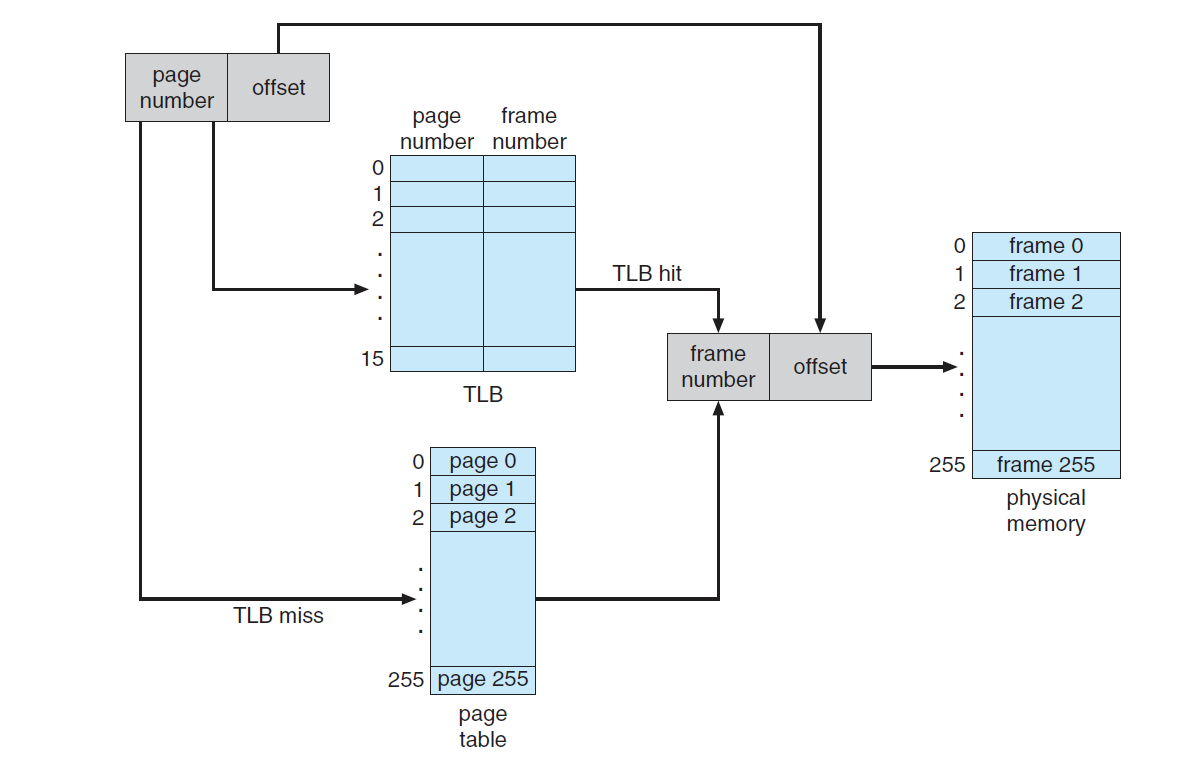 page
number
offset
page
number
frame
number
0
1
2
.
.
.
.
15
TLB
TLB hit
frame
number
offset
0
frame 0
1
frame 1
2
frame 2
.
.
.
.
255
frame 255
physical
memory
0
page 0
1
page 1
2
page 2
.
.
.
.
255
page 255
page
table
TLB miss